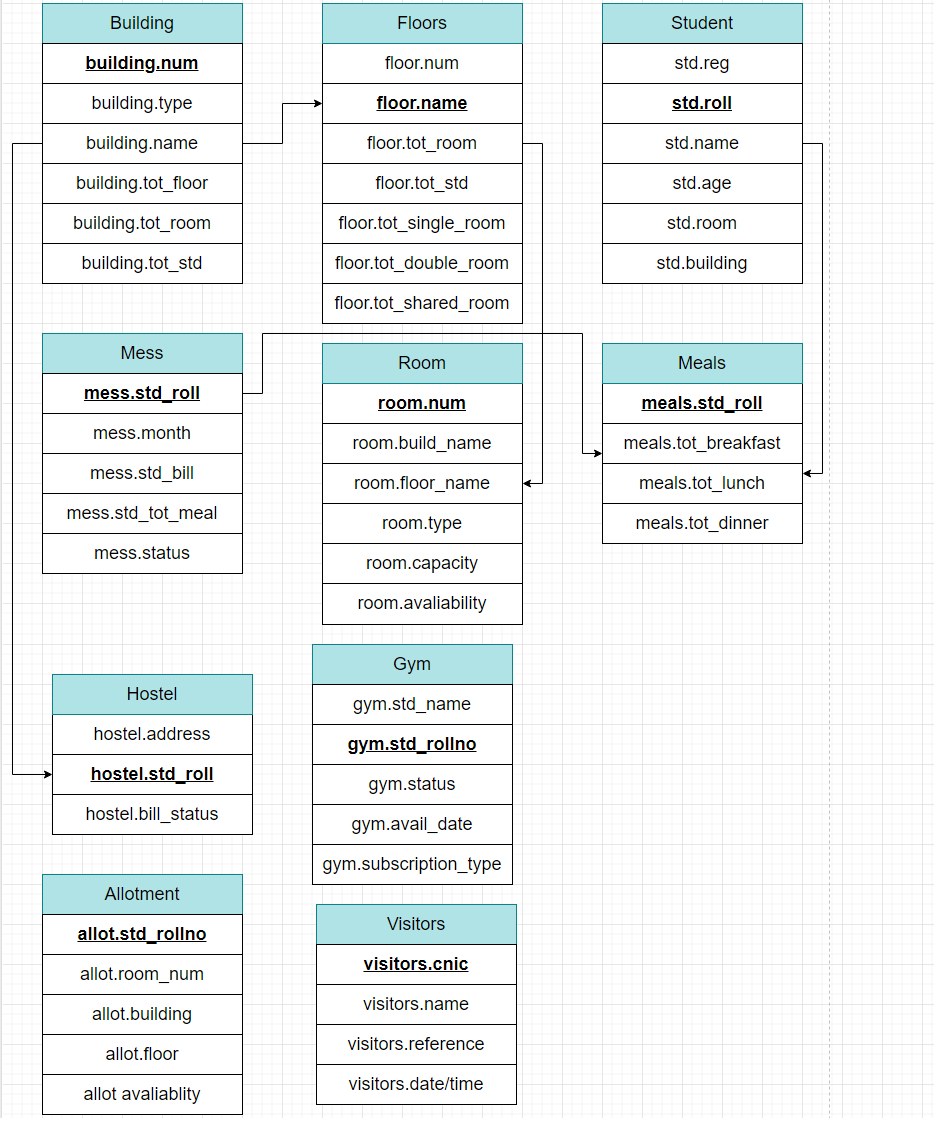 Building
building.num
building.type
building.name
building.tot_floor
building.tot_room
building.tot_std
Floors
floor.num
floor.name
floor.tot_room
floor.tot_std
floor.tot_single_room
floor.tot_double_room
floor.tot_shared_room
Student
std.reg
std.roll
std.name
std.age
std.room
std.building
Mess
mess.std_roll
mess.month
mess.std_bill
mess.std_tot_meal
mess.status
Room
room.num
room.build_name
room.floor_name
room.type
room.capacity
room.avaliability
Meals
meals.std_roll
meals.tot_breakfast
meals.tot_lunch
meals.tot_dinner
Hostel
hostel.address
hostel.std_roll
hostel.bill_status
Gym
gym.std_name
gym.std_rollno
gym.status
gym.avail_date
gym.subscription_type
Allotment
allot.std_rollno
allot.room_num
allot.building
allot.floor
allot avaliablity
Visitors
visitors.cnic
visitors.name
visitors.reference
visitors.date/time